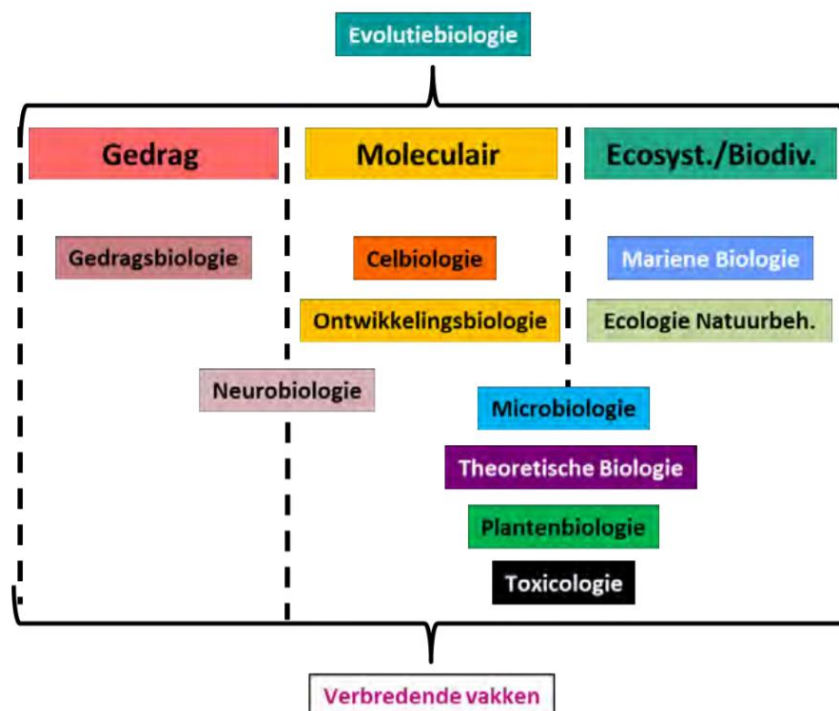 Evolutiebiologie
Gedrag
Moleculair
Ecosyst./Biodiv.
Gedragsbiologie
Celbiologie
Mariene Biologie
Ontwikkelingsbiologie
Ecologie Natuurbeh.
Neurobiologie
Microbiologie
Theoretische Biologie
Plantenbiologie
Toxicologie
Verbredende vakken